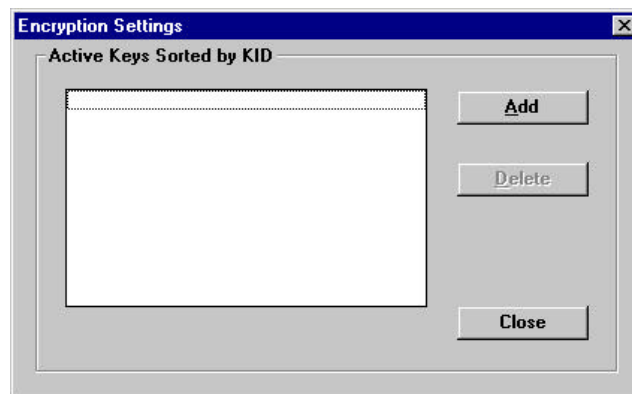 Encryption Settings
Active Keys Sorted by KID
Add
Delete
Close